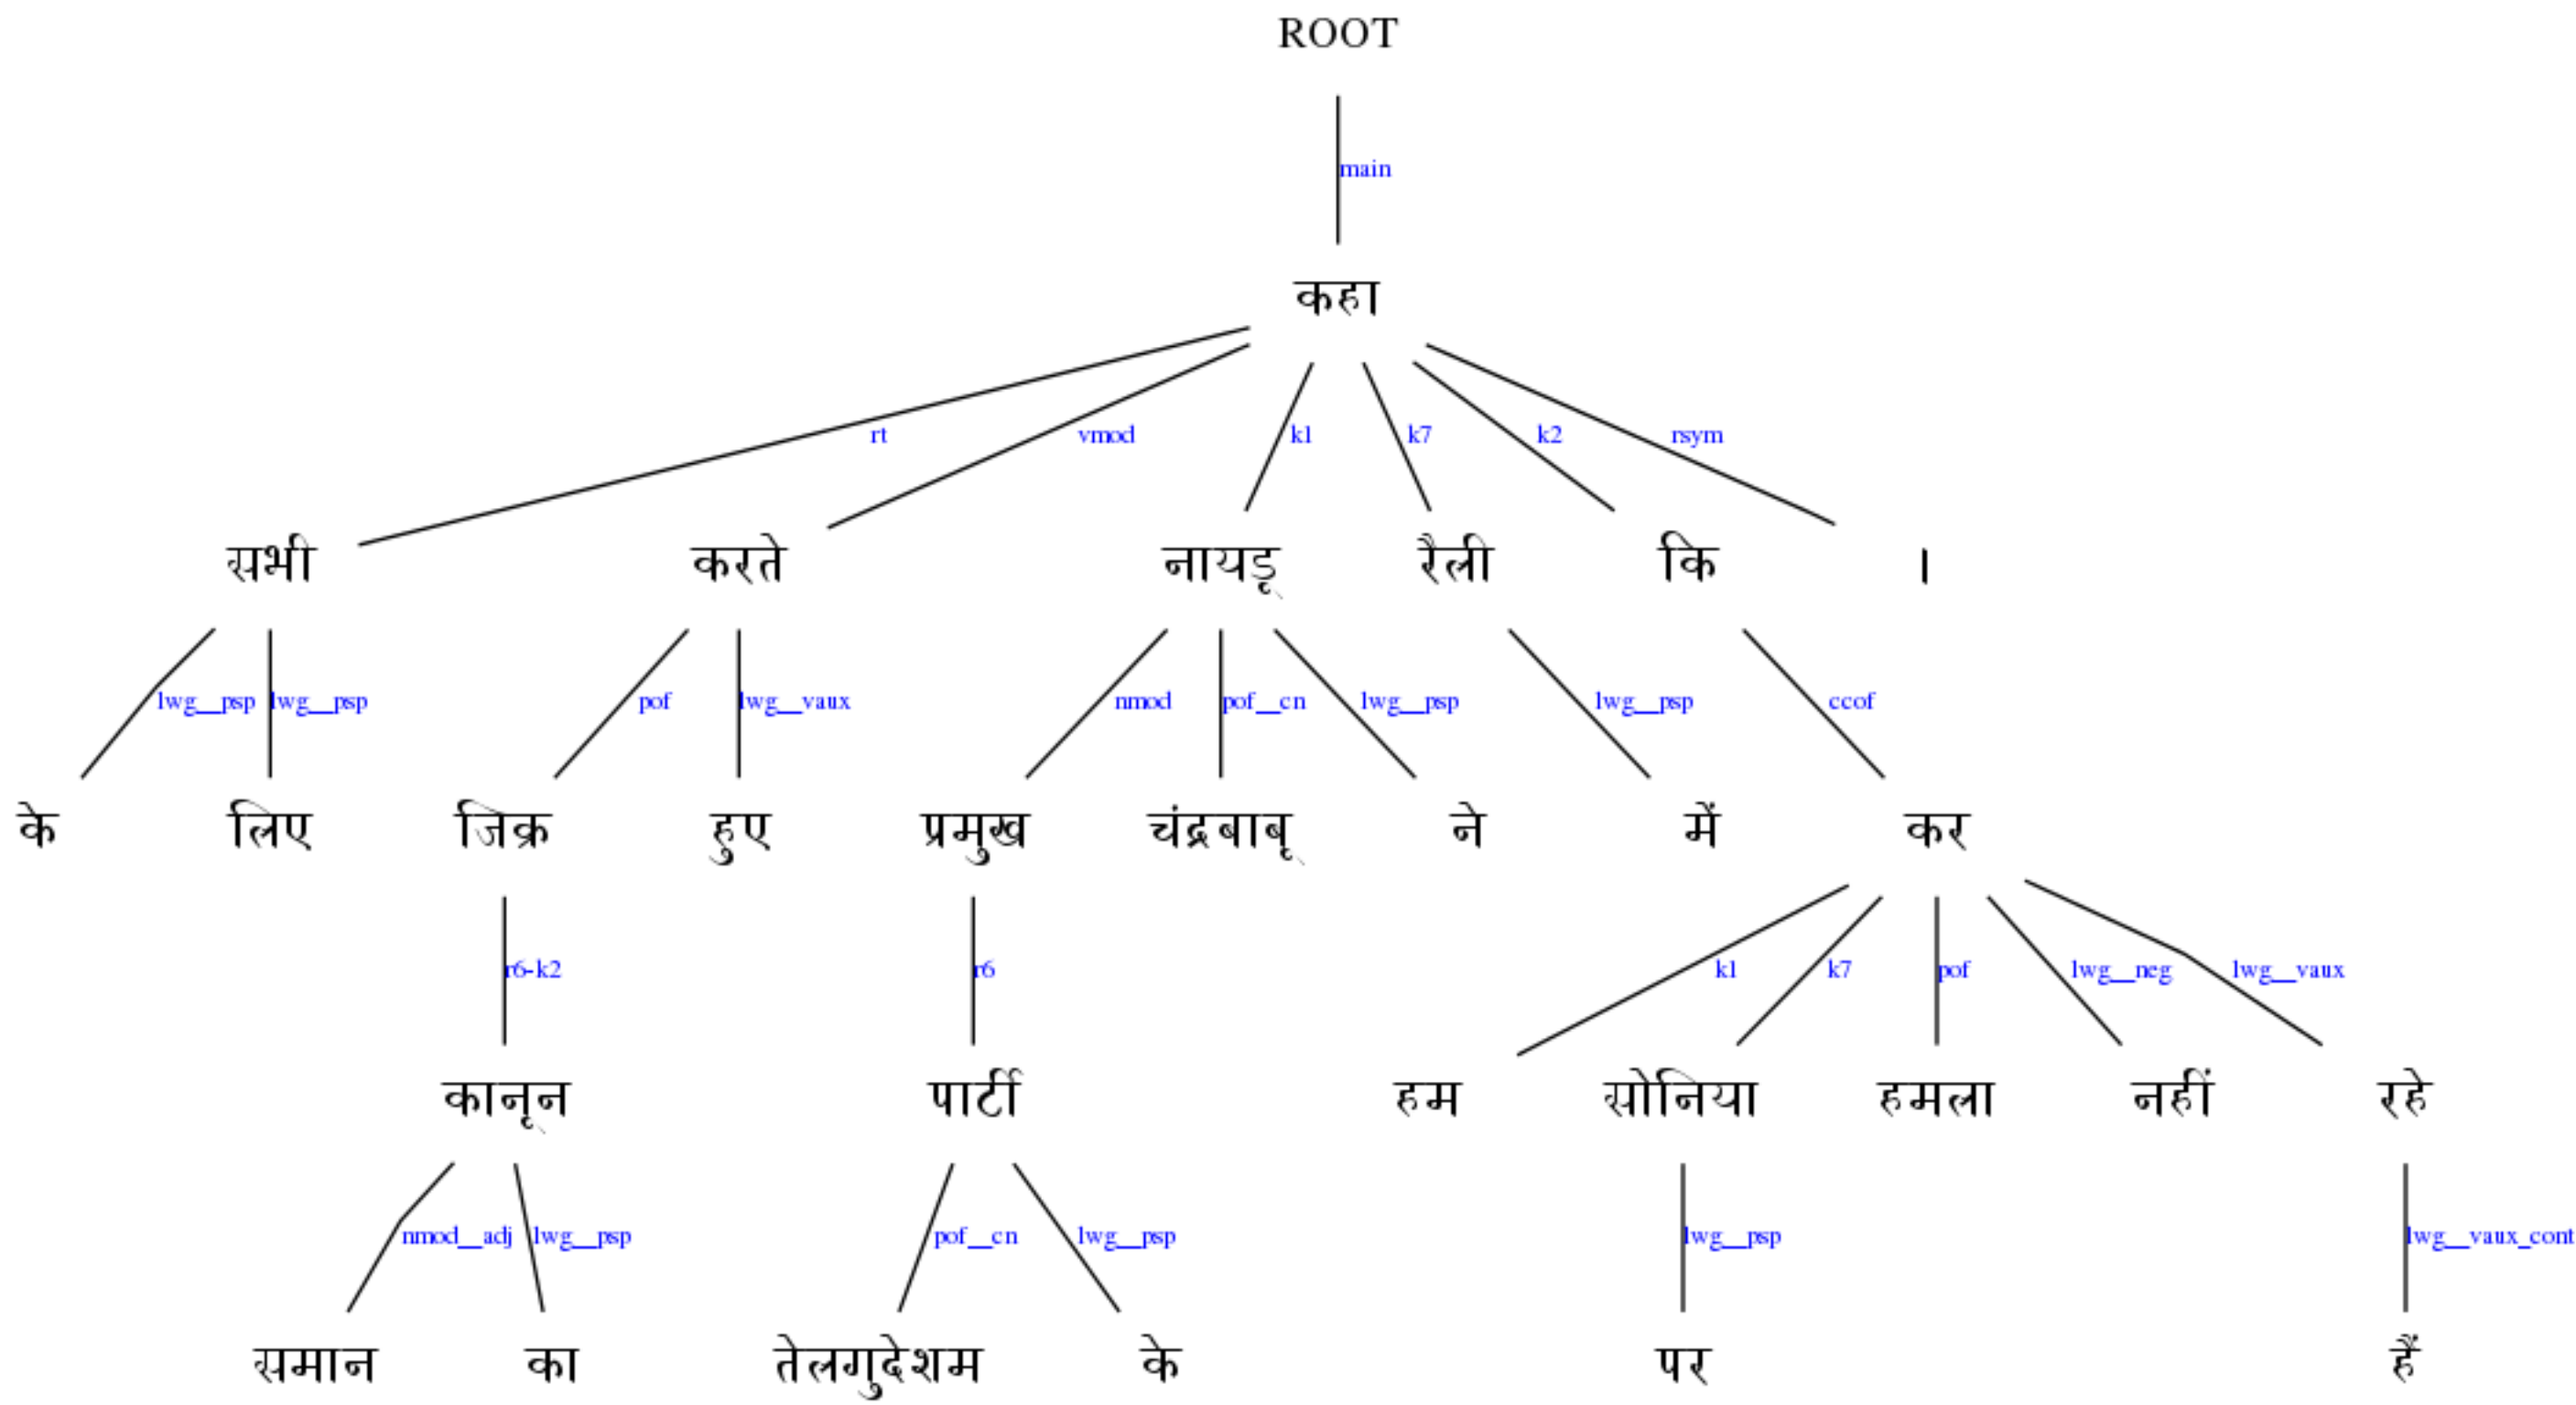 ROOT
main
कहा
rt vmod k1 k7 k2 rsym
सभी करते नायडू रैली कि ।
lwg__psp lwg__psp pof lwg__vaux nmod pof__cn lwg__psp lwg__psp ccof
के लिए जिक्र हुए प्रमुख चंद्रबाबू ने में कर
r6-k2 r6 k1 k7 pof lwg__neg lwg__vaux
कानून पार्टी हम सोनिया हमला नहीं रहे
nmod__adj lwg__psp pof__cn lwg__psp lwg__psp lwg__vaux_cont
समान का तेलगुदेशम के पर हैं